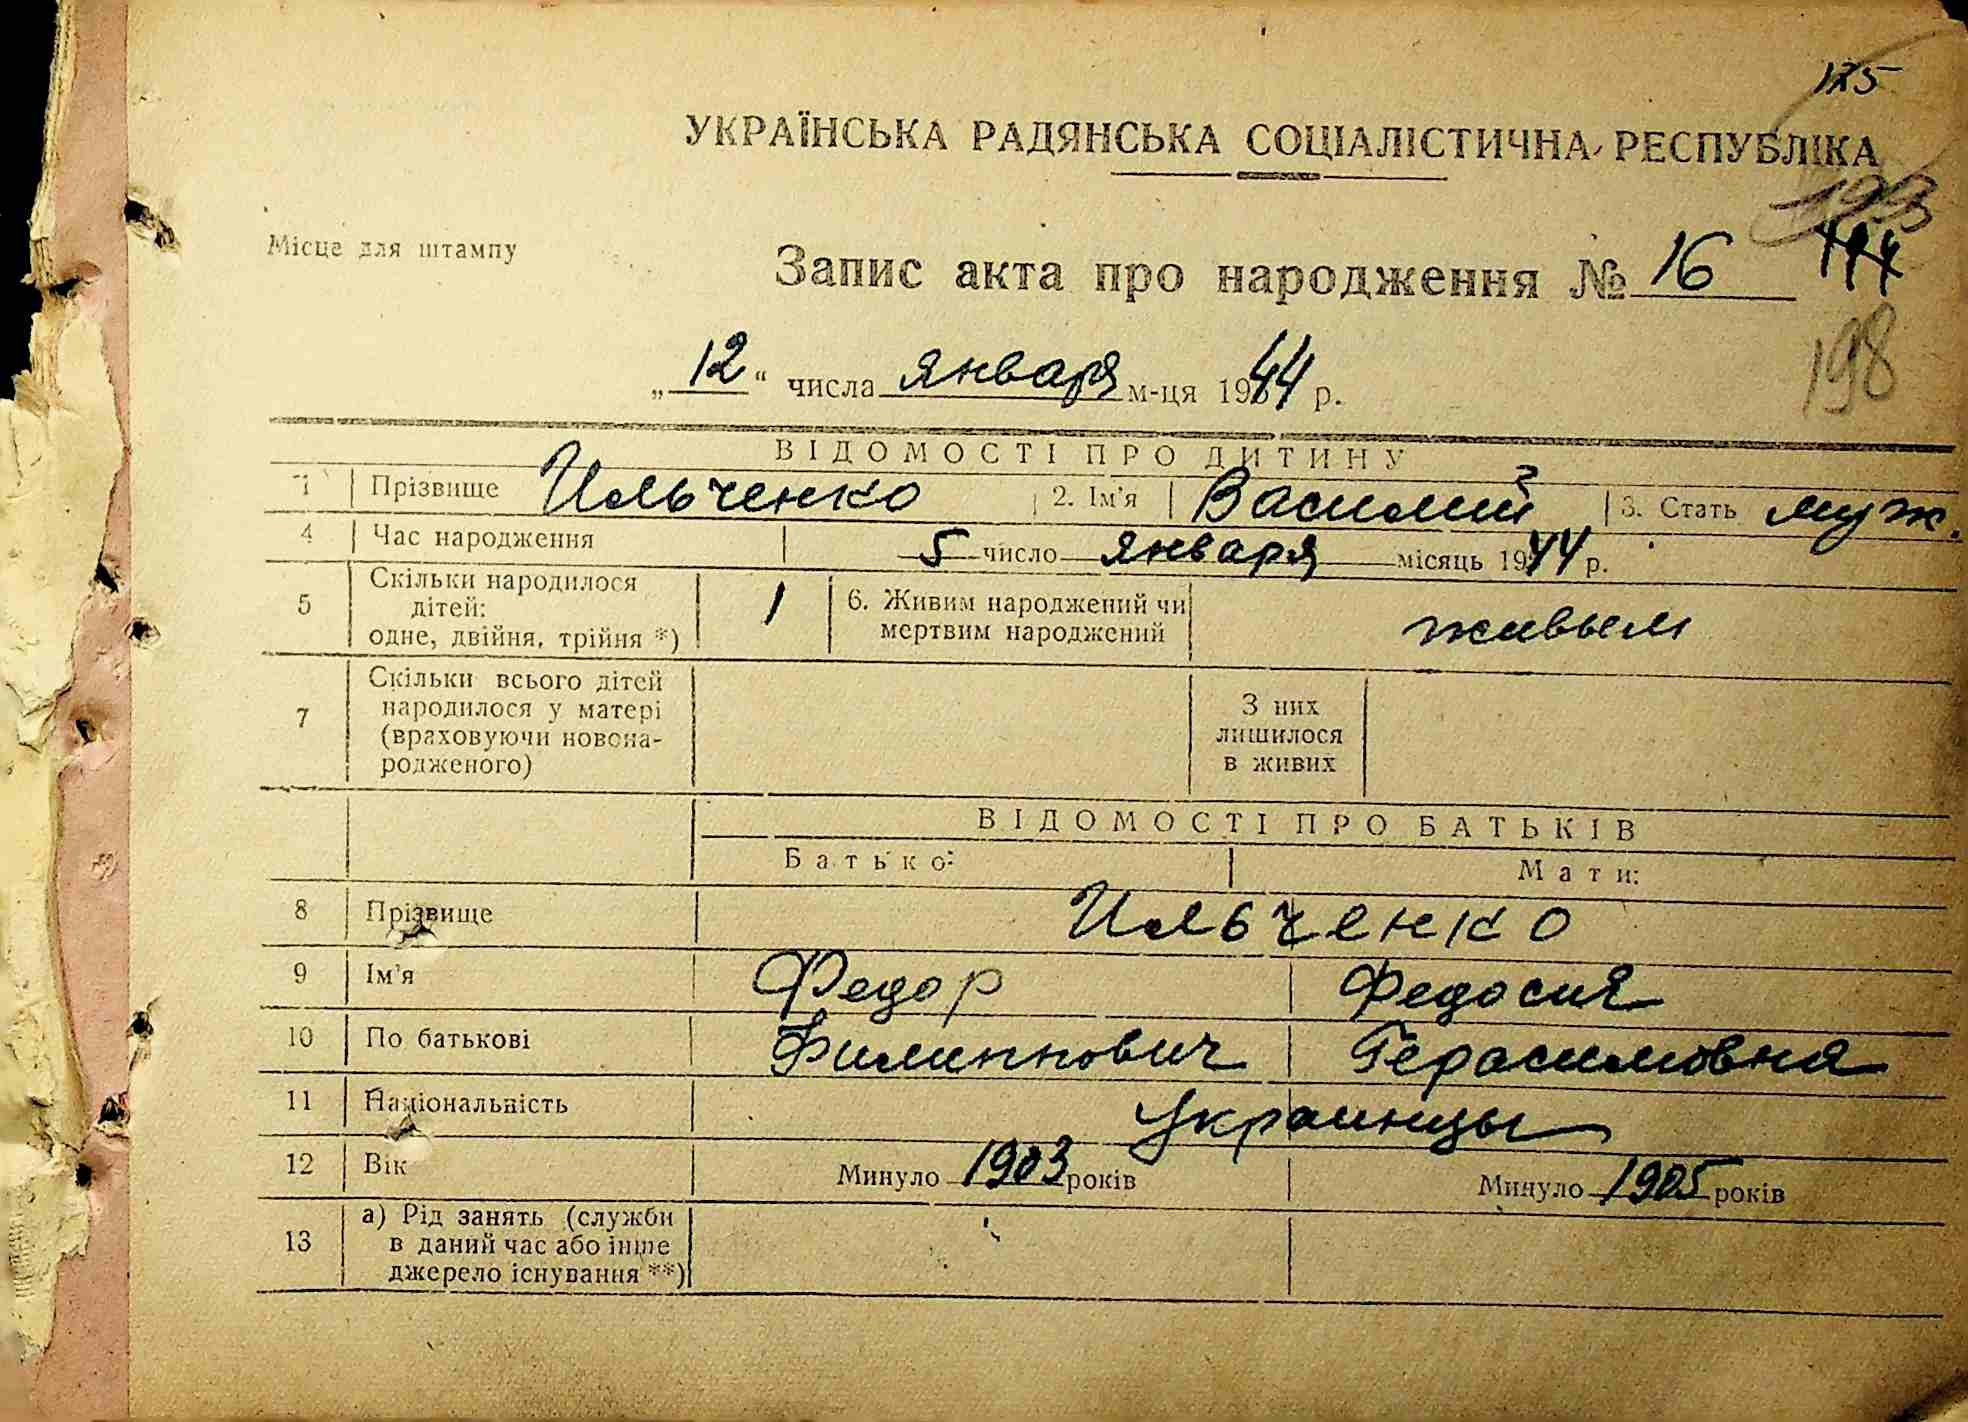 125
УКРАЇНСЬКА РАДЯНСЬКА СОЦІАЛІСТИЧНА РЕСПУБЛІКА
Місце для штампу
Запис акта про народження № 16
198
„12“ числа января м-ця 1944 р.
ВІДОМОСТІ ПРО ДИТИНУ
1 Прізвище Ильченко 2. Ім'я Василий 3. Стать муж.
4 Час народження 5 число января місяць 1944 р.
5 Скільки народилося дітей: одне, двійня, трійня *) 1 6. Живим народжений чи мертвим народжений живым
7 Скільки всього дітей народилося у матері (враховуючи новона-родженого) З них лишилося в живих
ВІДОМОСТІ ПРО БАТЬКІВ
Батько: Мати:
8 Прізвище Ильченко
9 Ім'я Федор Федосия
10 По батькові Филиппович Герасимовна
11 Національність Украинцы
12 Вік Минуло 1903 років Минуло 1905 років
13 а) Рід занять (служби в даний час або інше джерело існування **)